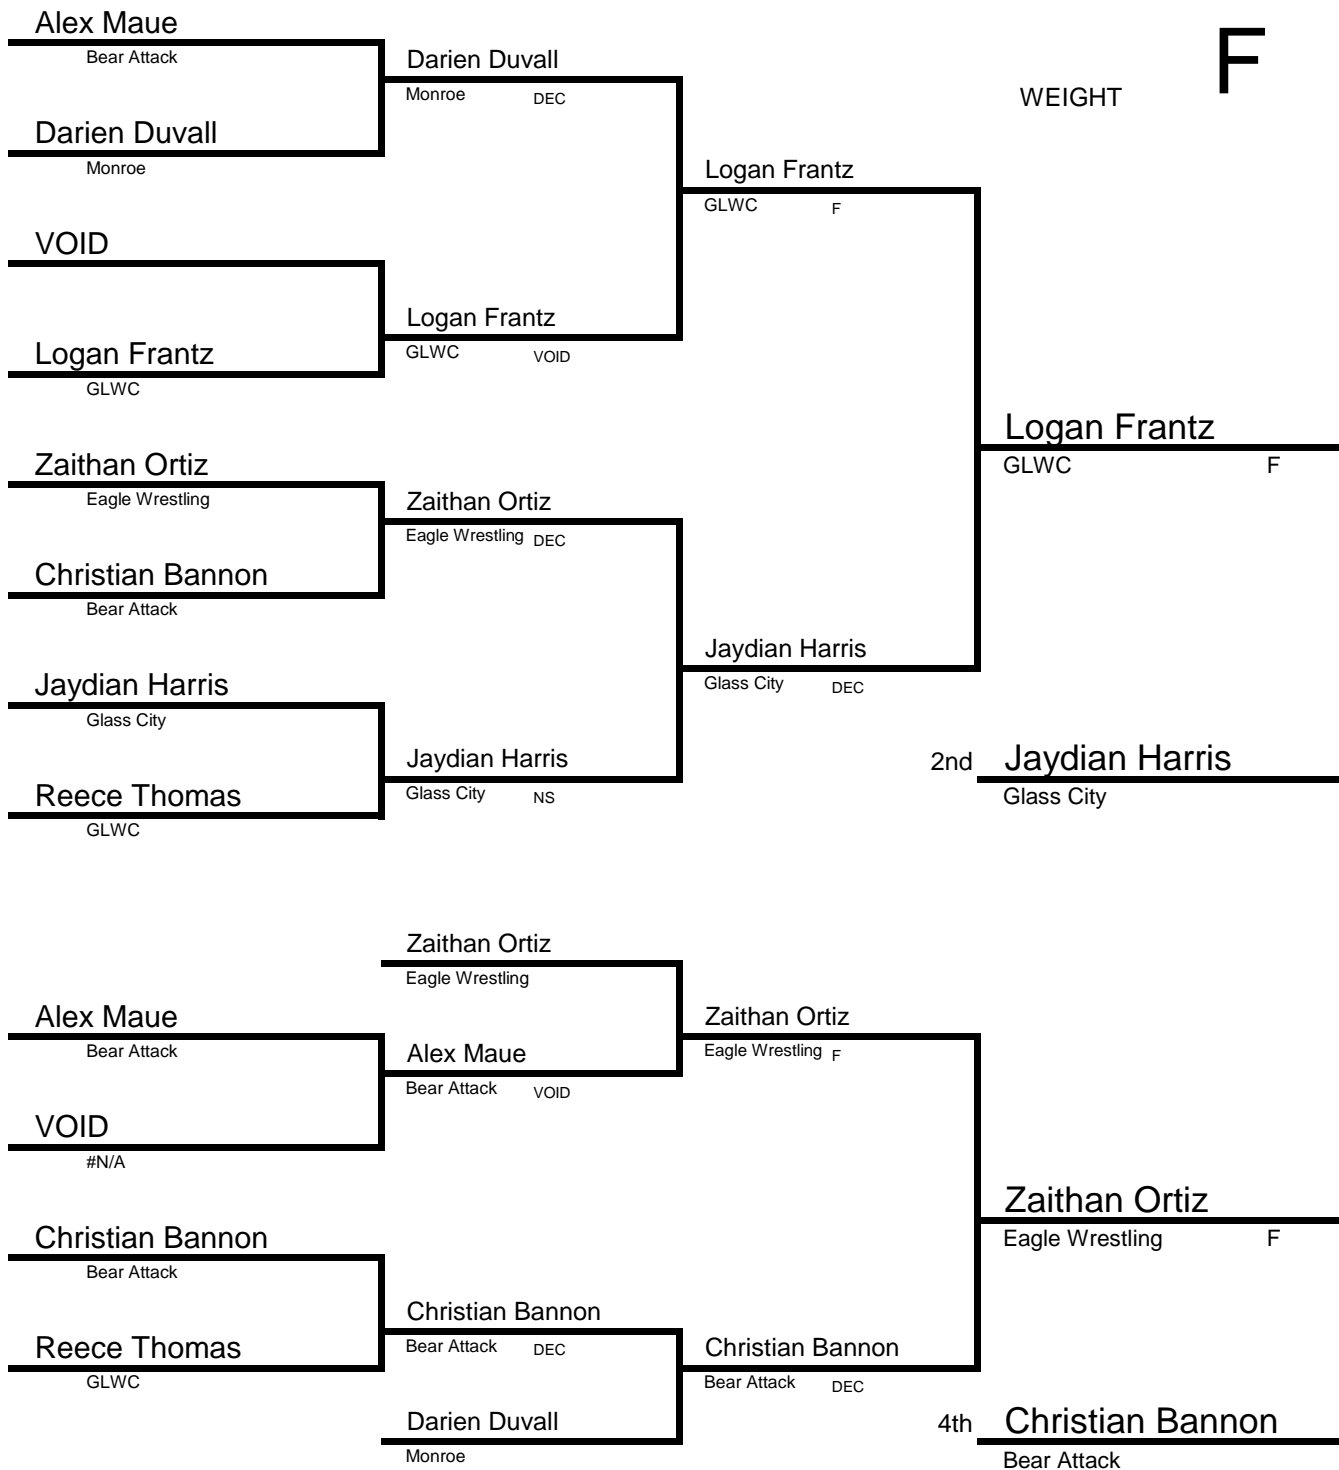 Alex Maue
Bear Attack
Darien Duvall
Monroe DEC
F
WEIGHT
Darien Duvall
Monroe
Logan Frantz
GLWC F
VOID
Logan Frantz
GLWC VOID
Logan Frantz
GLWC
Logan Frantz
GLWC F
Zaithan Ortiz
Eagle Wrestling
Zaithan Ortiz
Eagle Wrestling DEC
Christian Bannon
Bear Attack
Jaydian Harris
Glass City DEC
Jaydian Harris
Glass City
Jaydian Harris
Glass City NS
2nd Jaydian Harris
Glass City
Reece Thomas
GLWC
Zaithan Ortiz
Eagle Wrestling
Alex Maue
Bear Attack
Zaithan Ortiz
Eagle Wrestling F
Alex Maue
Bear Attack VOID
VOID
#N/A
Zaithan Ortiz
Eagle Wrestling F
Christian Bannon
Bear Attack
Christian Bannon
Bear Attack DEC
Reece Thomas
GLWC
Christian Bannon
Bear Attack DEC
Darien Duvall
Monroe
4th Christian Bannon
Bear Attack